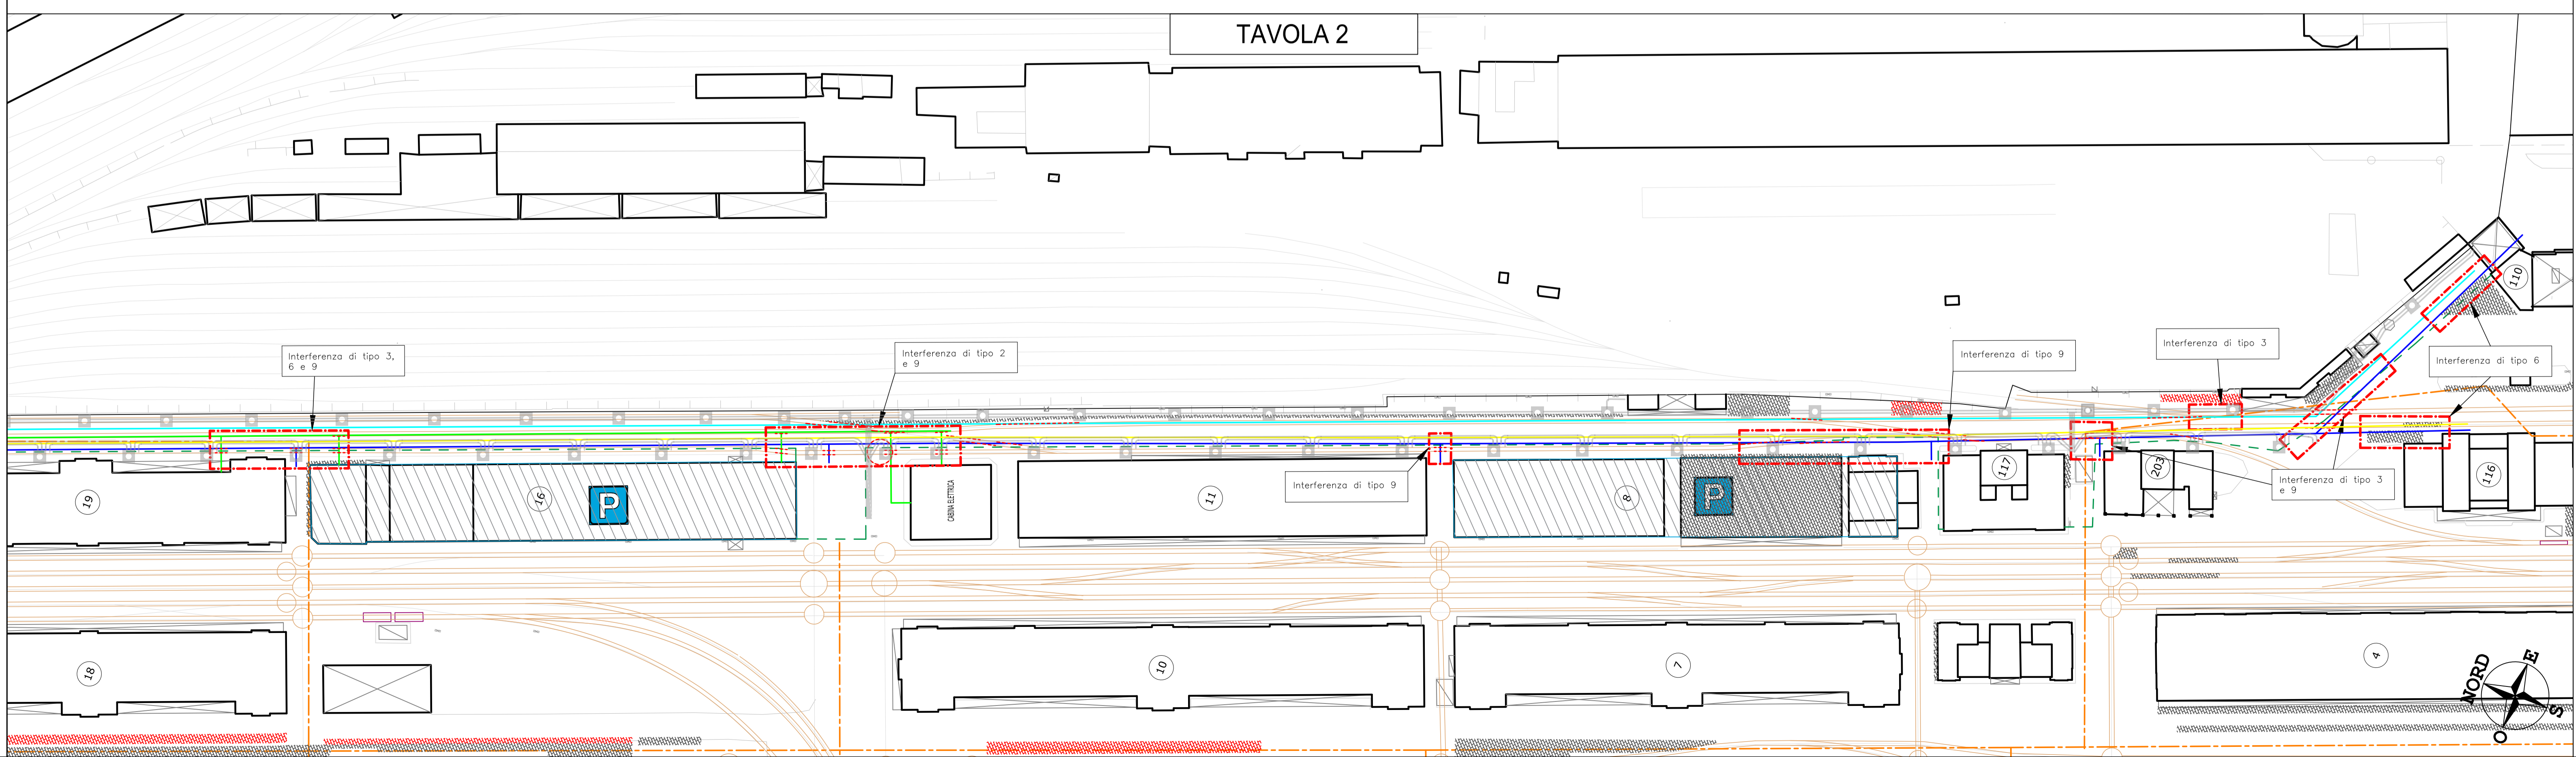 TAVOLA 2
Interferenza di tipo 3,
6 e 9
Interferenza di tipo 2
e 9
Interferenza di tipo 9
Interferenza di tipo 3
Interferenza di tipo 6
110
Interferenza di tipo 9
Interferenza di tipo 3
e 9
19
16
P
CABINA ELETTRICA
11
8
P
117
203
116
18
10
7
4
NORD
E
S
O